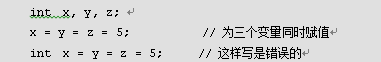 int x, y, z;
x = y = z = 5; // 为三个变量同时赋值
int x = y = z = 5; // 这样写是错误的